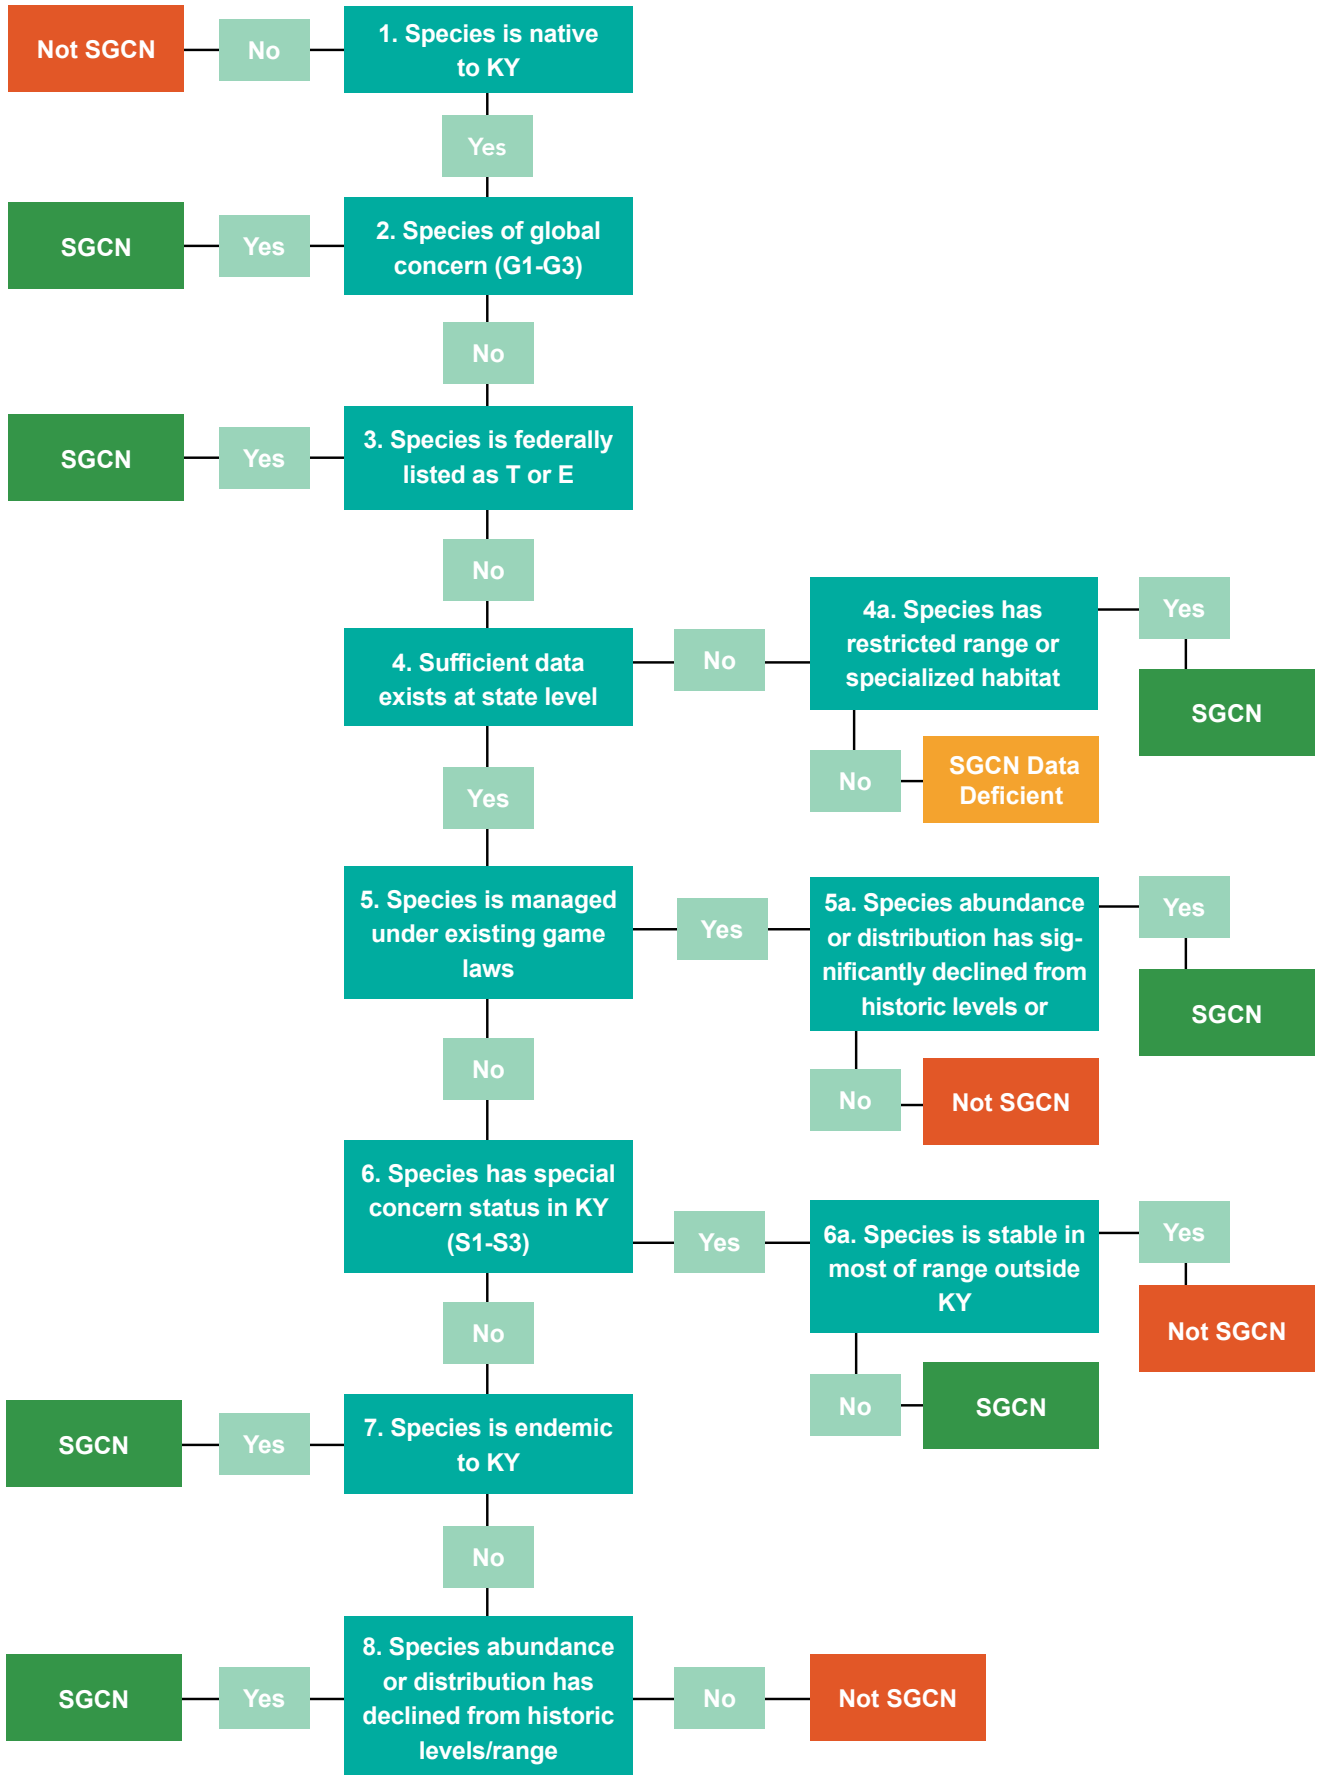 Not SGCN
No
1. Species is native
to KY
Yes
SGCN
Yes
2. Species of global
concern (G1-G3)
No
SGCN
Yes
3. Species is federally
listed as T or E
No
4. Sufficient data
exists at state level
No
4a. Species has
restricted range or
specialized habitat
Yes
SGCN
No
SGCN Data
Deficient
Yes
5. Species is managed
under existing game
laws
Yes
5a. Species abundance
or distribution has sig-
nificantly declined from
historic levels or
Yes
SGCN
No
Not SGCN
No
6. Species has special
concern status in KY
(S1-S3)
Yes
6a. Species is stable in
most of range outside
KY
Yes
Not SGCN
No
SGCN
No
SGCN
Yes
7. Species is endemic
to KY
No
SGCN
Yes
8. Species abundance
or distribution has
declined from historic
levels/range
No
Not SGCN